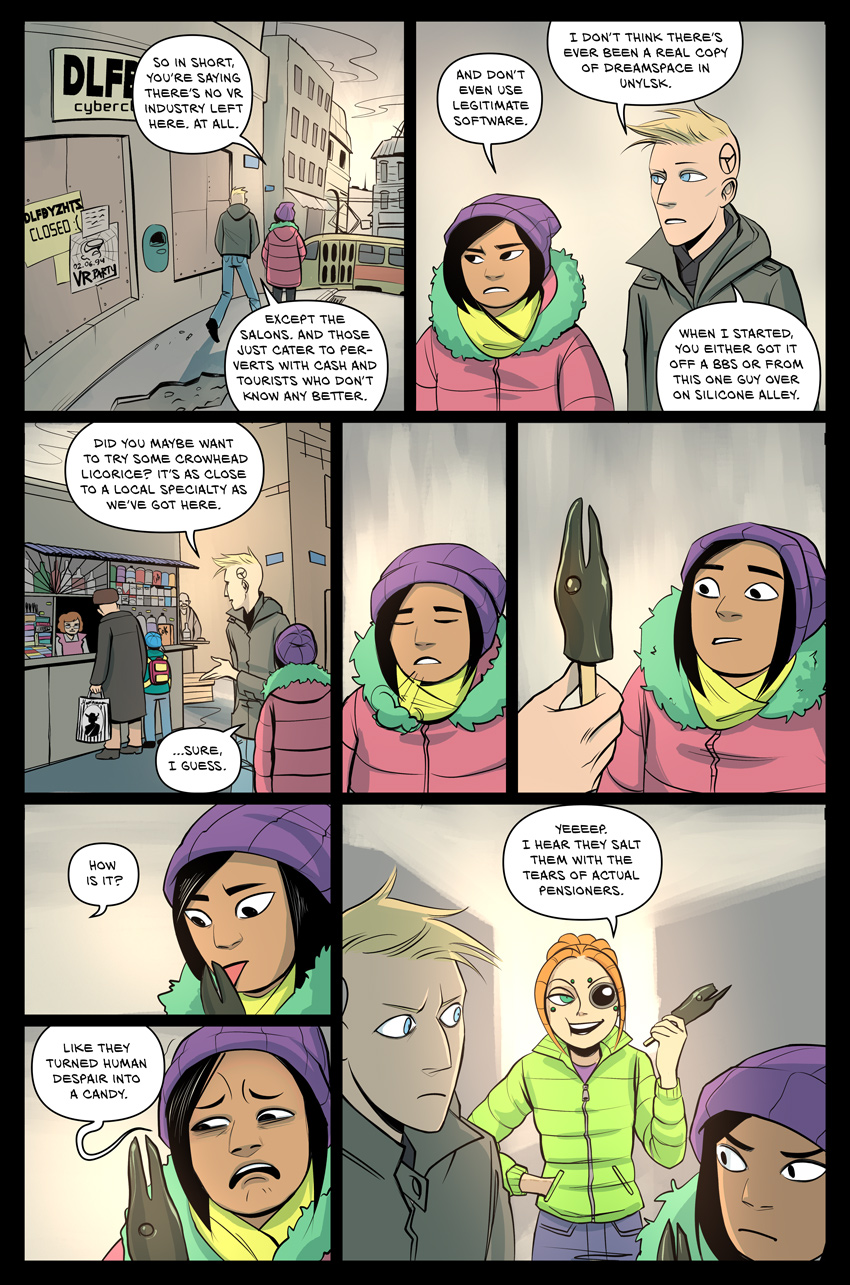 DLFB
cyberc
SO IN SHORT,
YOU'RE SAYING
THERE'S NO VR
INDUSTRY LEFT
HERE. AT ALL.
DLFBYZHTS
CLOSED :(
02.06.94
VR PARTY
EXCEPT THE
SALONS. AND THOSE
JUST CATER TO PER-
VERTS WITH CASH AND
TOURISTS WHO DON'T
KNOW ANY BETTER.
AND DON'T
EVEN USE
LEGITIMATE
SOFTWARE.
I DON'T THINK THERE'S
EVER BEEN A REAL COPY
OF DREAMSPACE IN
UNYLSK.
WHEN I STARTED,
YOU EITHER GOT IT
OFF A BBS OR FROM
THIS ONE GUY OVER
ON SILICONE ALLEY.
DID YOU MAYBE WANT
TO TRY SOME CROWHEAD
LICORICE? IT'S AS CLOSE
TO A LOCAL SPECIALTY AS
WE'VE GOT HERE.
...SURE,
I GUESS.
HOW
IS IT?
LIKE THEY
TURNED HUMAN
DESPAIR INTO
A CANDY.
YEEEEP.
I HEAR THEY SALT
THEM WITH THE
TEARS OF ACTUAL
PENSIONERS.